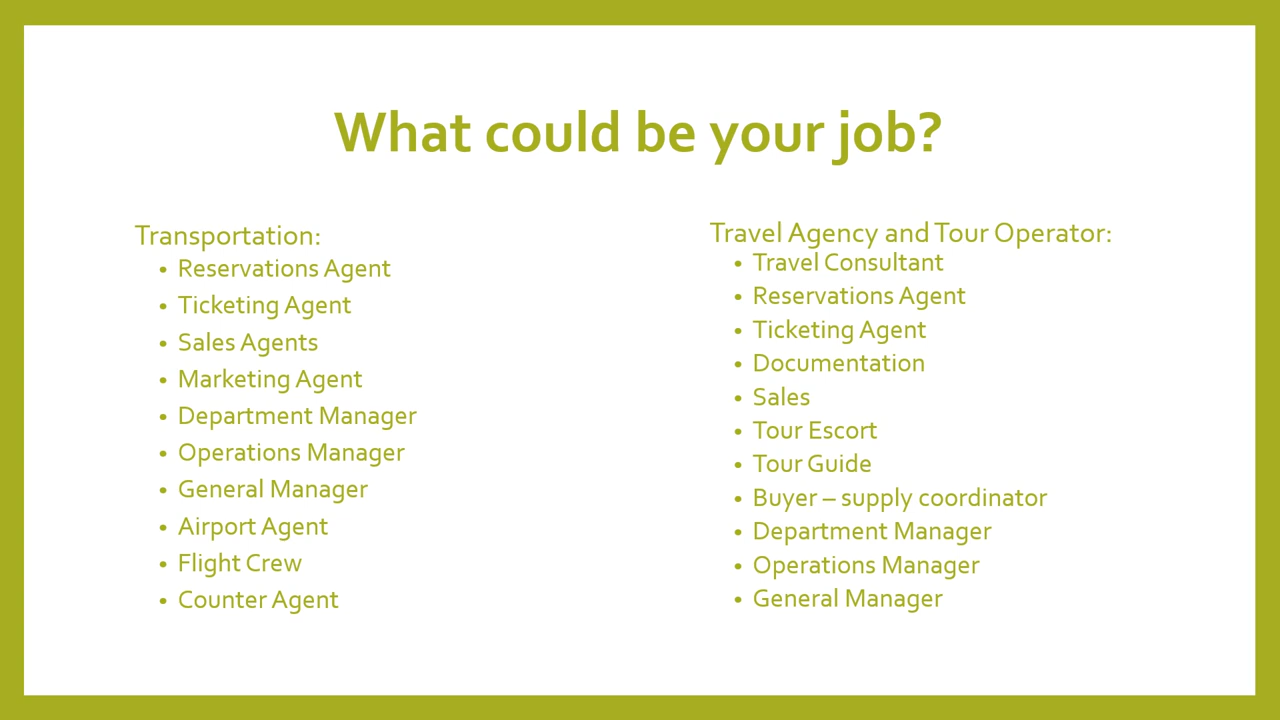 What could be your job?
Transportation:
• Reservations Agent
• Ticketing Agent
• Sales Agents
• Marketing Agent
• Department Manager
• Operations Manager
• General Manager
• Airport Agent
• Flight Crew
• Counter Agent
Travel Agency and Tour Operator:
• Travel Consultant
• Reservations Agent
• Ticketing Agent
• Documentation
• Sales
• Tour Escort
• Tour Guide
• Buyer – supply coordinator
• Department Manager
• Operations Manager
• General Manager